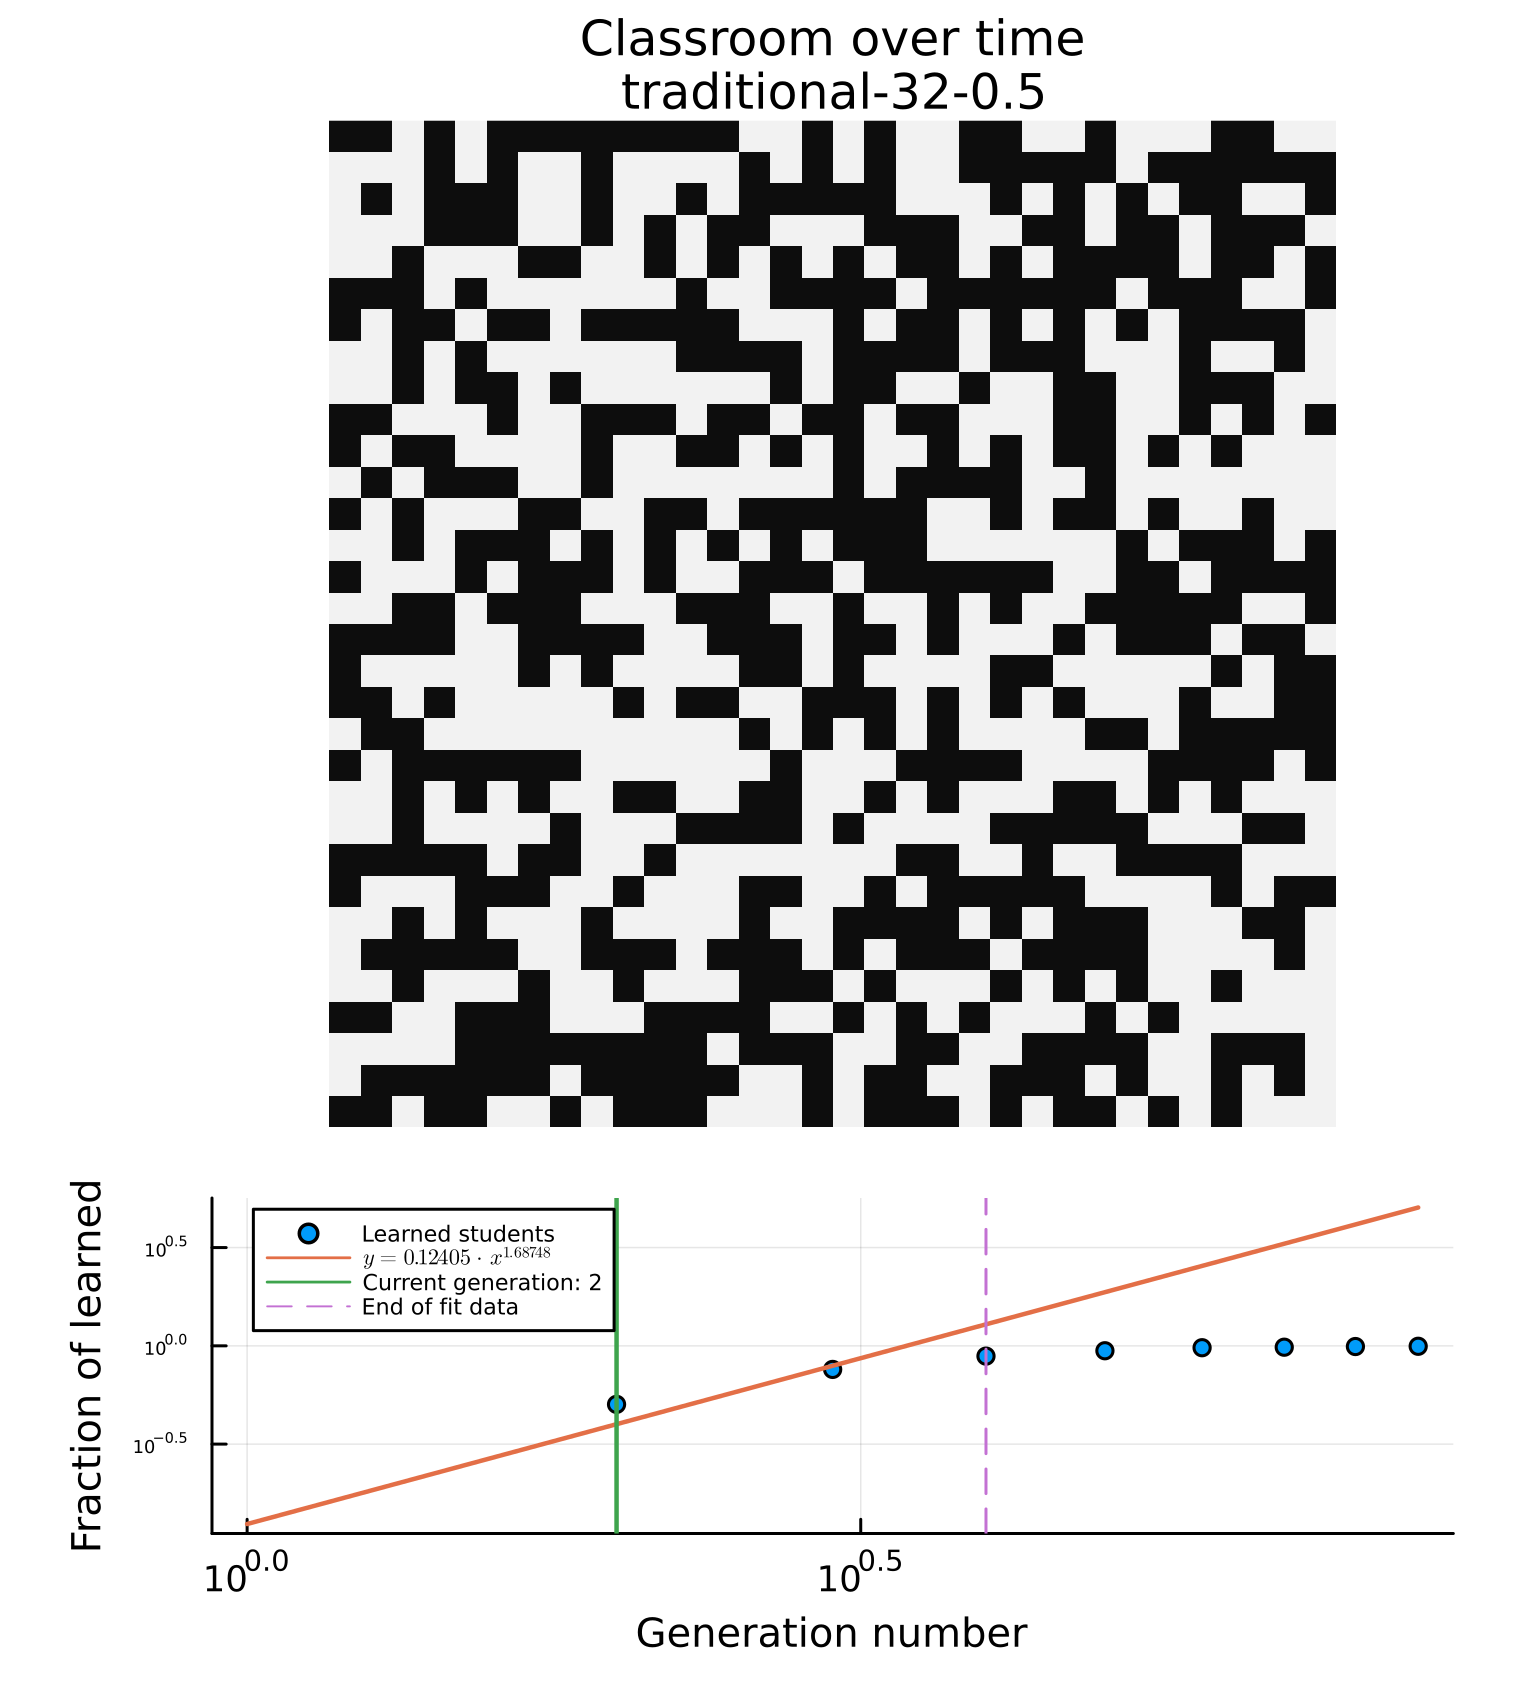 Classroom over time
traditional-32-0.5
Fraction of learned
10^0.5
10^0.0
10^−0.5
Learned students
y = 0.12405 · x^1.68748
Current generation: 2
End of fit data
10^0.0
10^0.5
Generation number